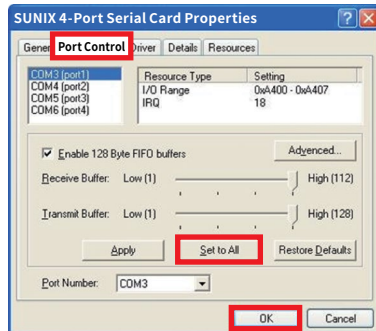 SUNIX 4-Port Serial Card Properties
Port Control Driver Details Resources
COM3 (port1)
COM4 (port2)
COM5 (port3)
COM6 (port4)
Resource Type Setting
I/O Range 0xA400 - 0xA407
IRQ 18
Enable 128 Byte FIFO buffers
Advenced...
Receive Buffer: Low (1) High (112)
Transmit Buffer: Low (1) High (128)
Apply Set to All Restore Defaults
Port Number: COM3
OK Cancel